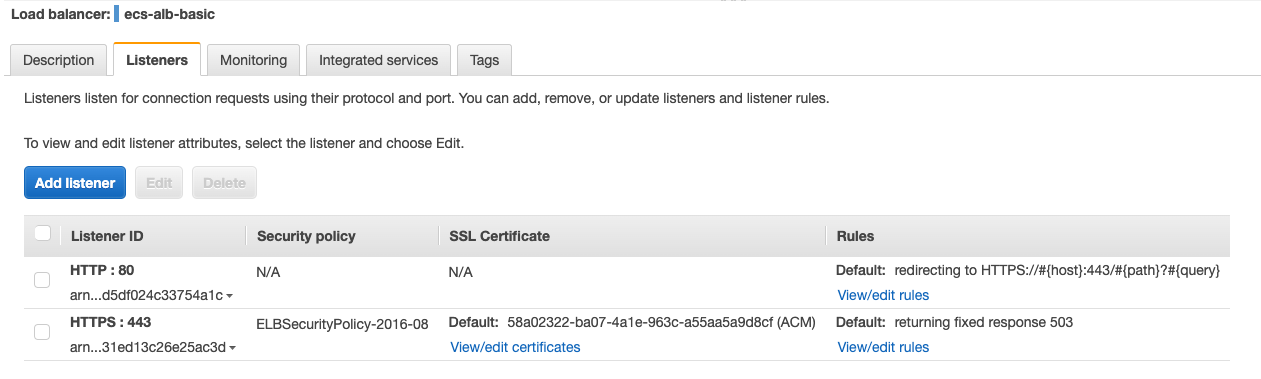 Load balancer: ecs-alb-basic
Description Listeners Monitoring Integrated services Tags
Listeners listen for connection requests using their protocol and port. You can add, remove, or update listeners and listener rules.
To view and edit listener attributes, select the listener and choose Edit.
Add listener Edit Delete
Listener ID Security policy SSL Certificate Rules
HTTP : 80 N/A N/A Default: redirecting to HTTPS://#{host}:443/#{path}?#{query}
arn...d5df024c33754a1c View/edit rules
HTTPS : 443 ELBSecurityPolicy-2016-08 Default: 58a02322-ba07-4a1e-963c-a55aa5a9d8cf (ACM) Default: returning fixed response 503
arn...31ed13c26e25ac3d View/edit certificates View/edit rules